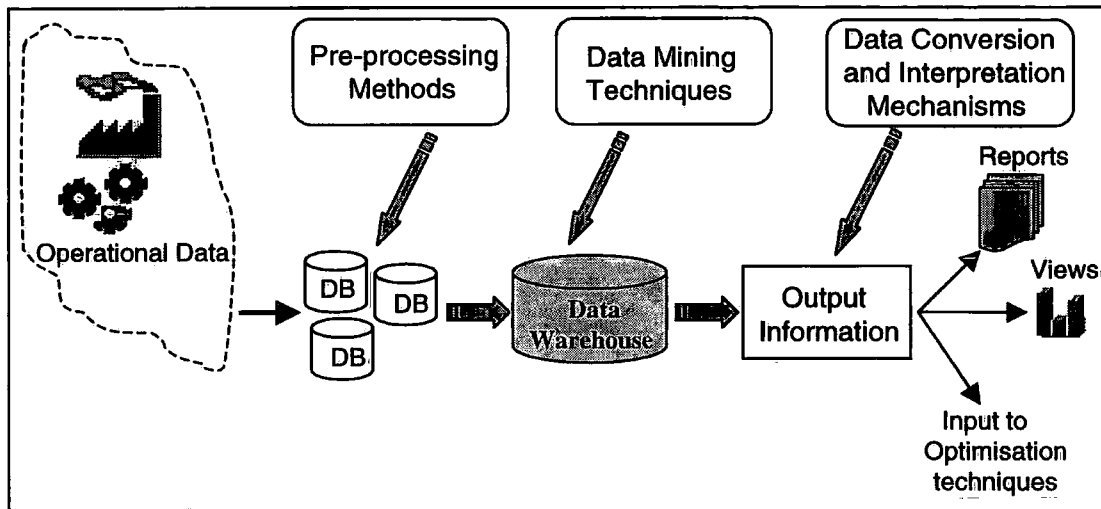 Pre-processing
Methods
Data Mining
Techniques
Data Conversion
and Interpretation
Mechanisms
Operational Data
DB
DB
DB
Data
Warehouse
Output
Information
Reports
Views
Input to
Optimisation
techniques